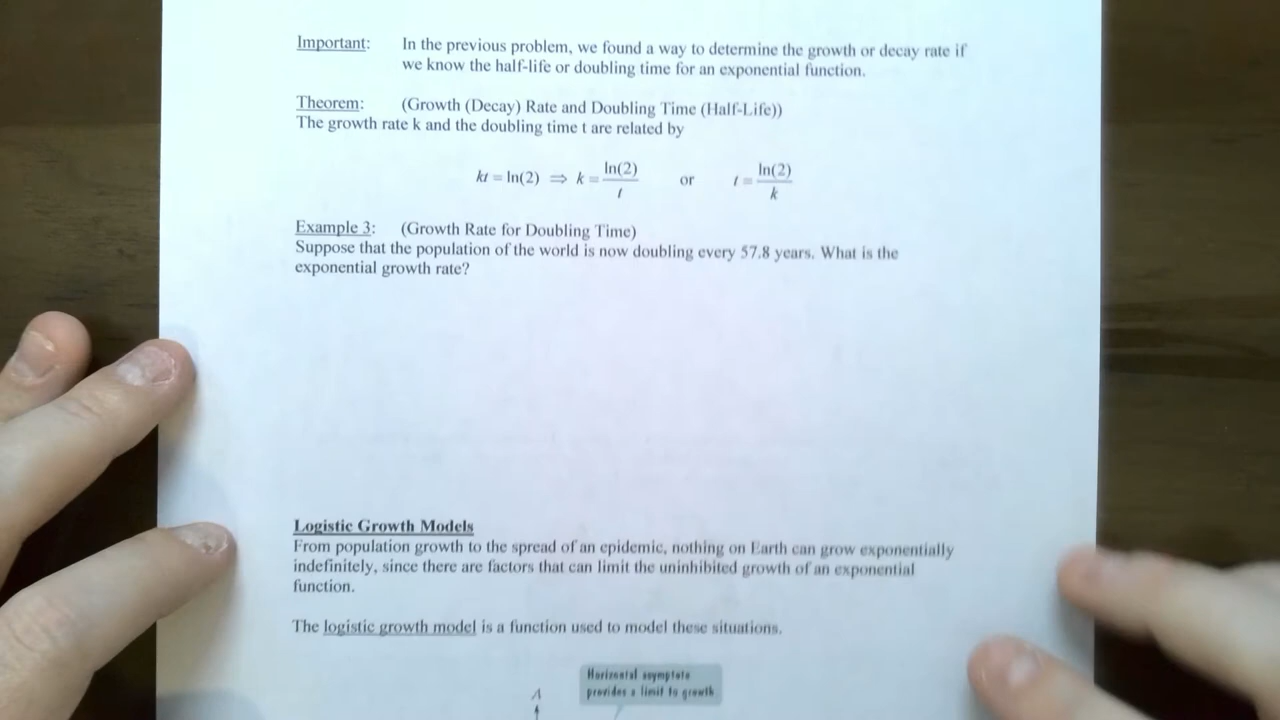 Important: In the previous problem, we found a way to determine the growth or decay rate if
we know the half-life or doubling time for an exponential function.
Theorem: (Growth (Decay) Rate and Doubling Time (Half-Life))
The growth rate k and the doubling time t are related by
kt = ln(2) ⇒ k = ln(2)/t or t = ln(2)/k
Example 3: (Growth Rate for Doubling Time)
Suppose that the population of the world is now doubling every 57.8 years. What is the
exponential growth rate?
Logistic Growth Models
From population growth to the spread of an epidemic, nothing on Earth can grow exponentially
indefinitely, since there are factors that can limit the uninhibited growth of an exponential
function.
The logistic growth model is a function used to model these situations.
Horizontal asymptote
provides a limit to growth
A